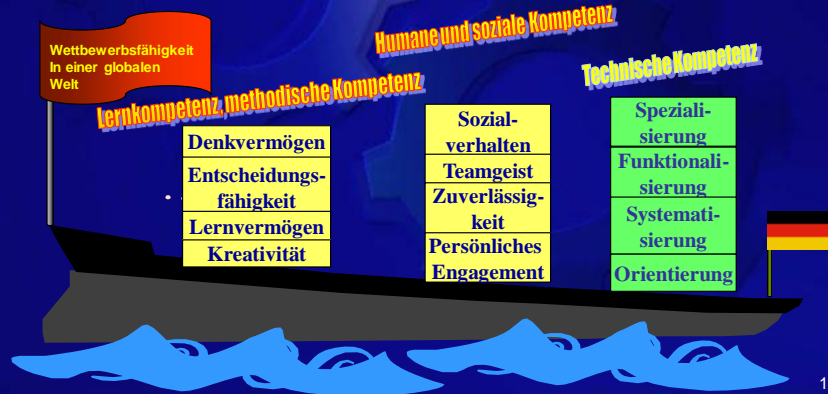 Wettbewerbsfähigkeit
In einer globalen
Welt
Lernkompetenz, methodische Kompetenz
Denkvermögen
Entscheidungs-
fähigkeit
Lernvermögen
Kreativität
Humane und soziale Kompetenz
Sozial-
verhalten
Teamgeist
Zuverlässig-
keit
Persönliches
Engagement
Technische Kompetenz
Speziali-
sierung
Funktionali-
sierung
Systemati-
sierung
Orientierung
1